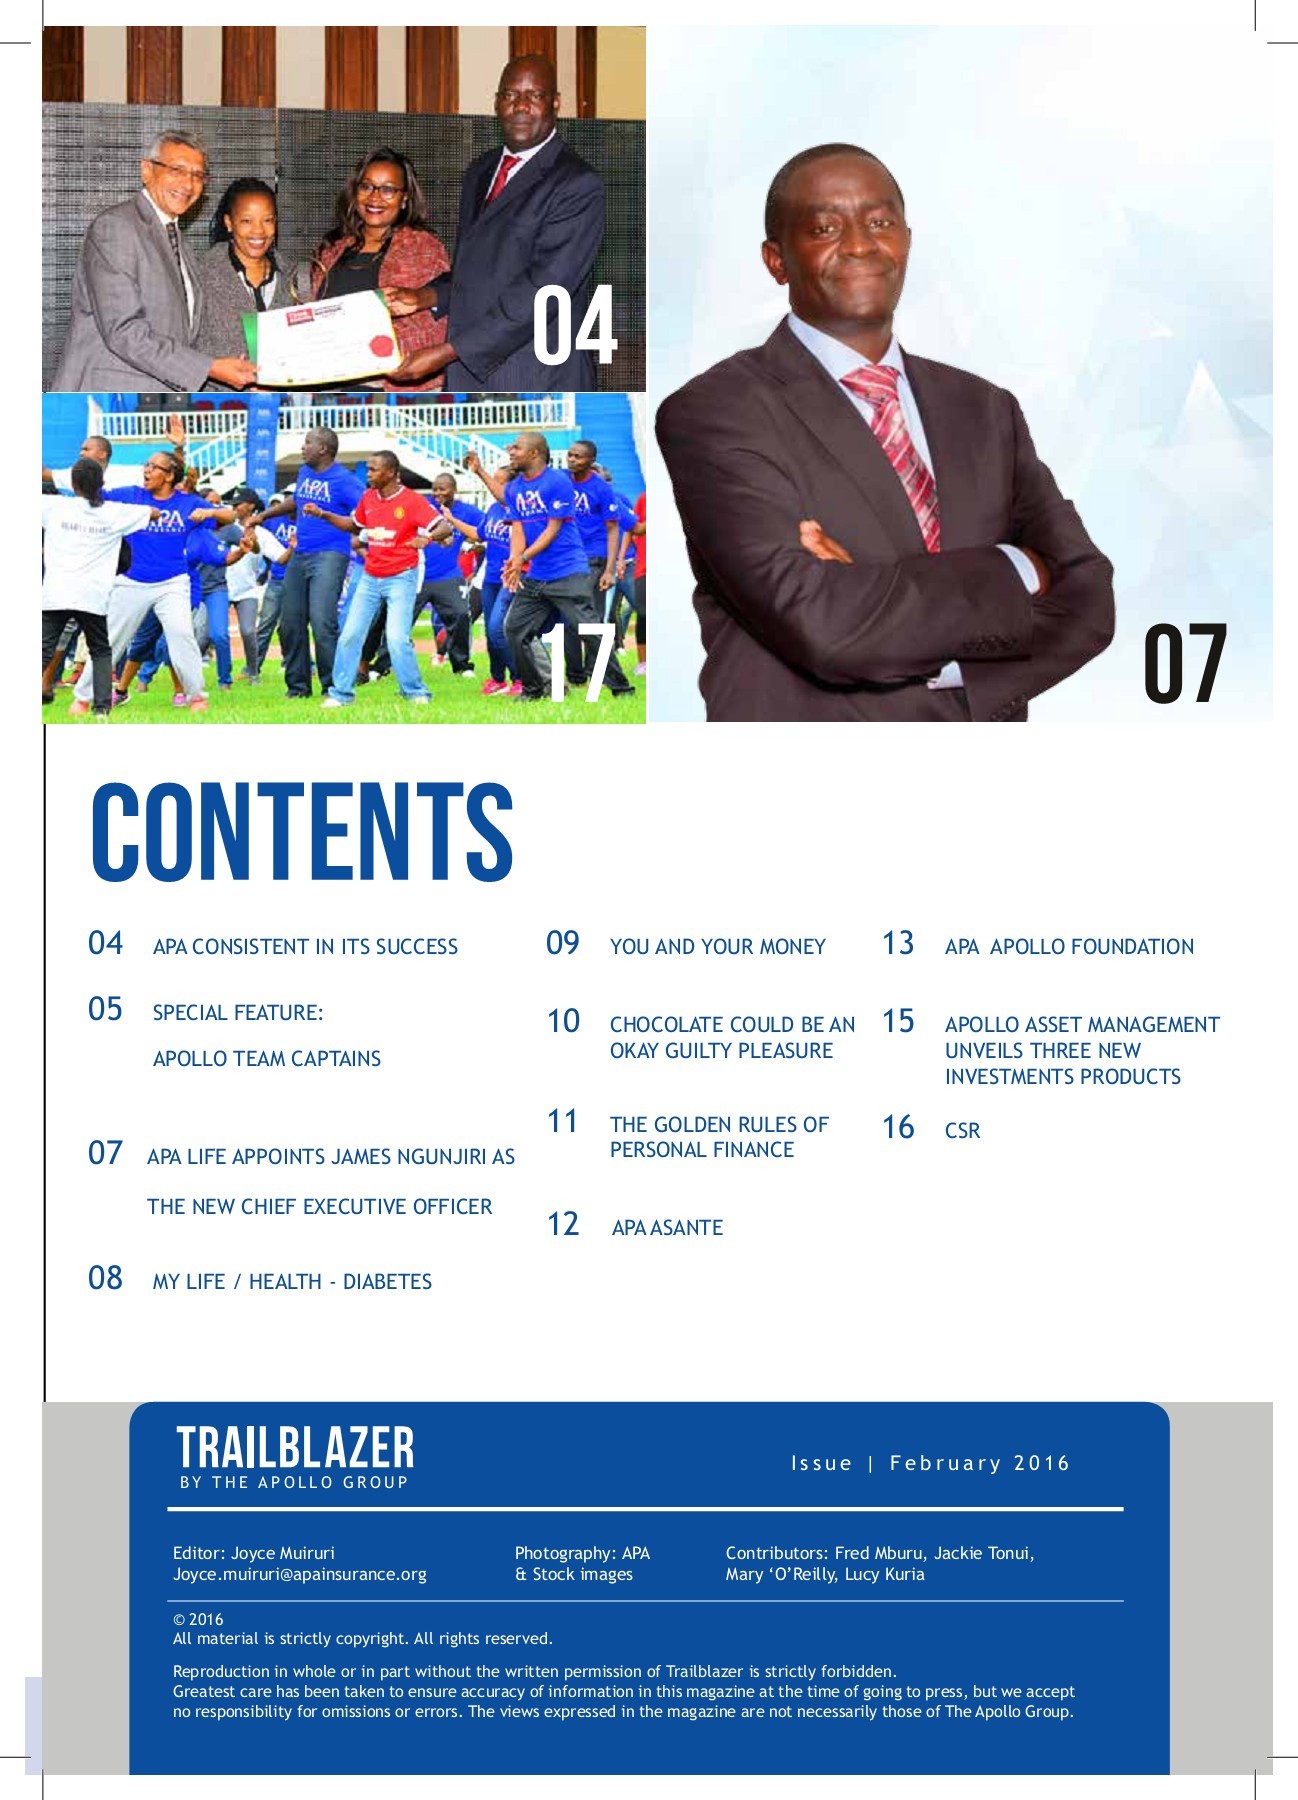 04
17
07
APA
APA
APA
INSURANCE
APA
APA
CONTENTS
04 APA CONSISTENT IN ITS SUCCESS
05 SPECIAL FEATURE:
APOLLO TEAM CAPTAINS
07 APA LIFE APPOINTS JAMES NGUNJIRI AS
THE NEW CHIEF EXECUTIVE OFFICER
08 MY LIFE / HEALTH - DIABETES
09 YOU AND YOUR MONEY
10 CHOCOLATE COULD BE AN
OKAY GUILTY PLEASURE
11 THE GOLDEN RULES OF
PERSONAL FINANCE
12 APA ASANTE
13 APA APOLLO FOUNDATION
15 APOLLO ASSET MANAGEMENT
UNVEILS THREE NEW
INVESTMENTS PRODUCTS
16 CSR
TRAILBLAZER
BY THE APOLLO GROUP
Issue | February 2016
Editor: Joyce Muiruri
Joyce.muiruri@apainsurance.org
Photography: APA
& Stock images
Contributors: Fred Mburu, Jackie Tonui,
Mary ‘O’Reilly, Lucy Kuria
© 2016
All material is strictly copyright. All rights reserved.
Reproduction in whole or in part without the written permission of Trailblazer is strictly forbidden.
Greatest care has been taken to ensure accuracy of information in this magazine at the time of going to press, but we accept
no responsibility for omissions or errors. The views expressed in the magazine are not necessarily those of The Apollo Group.